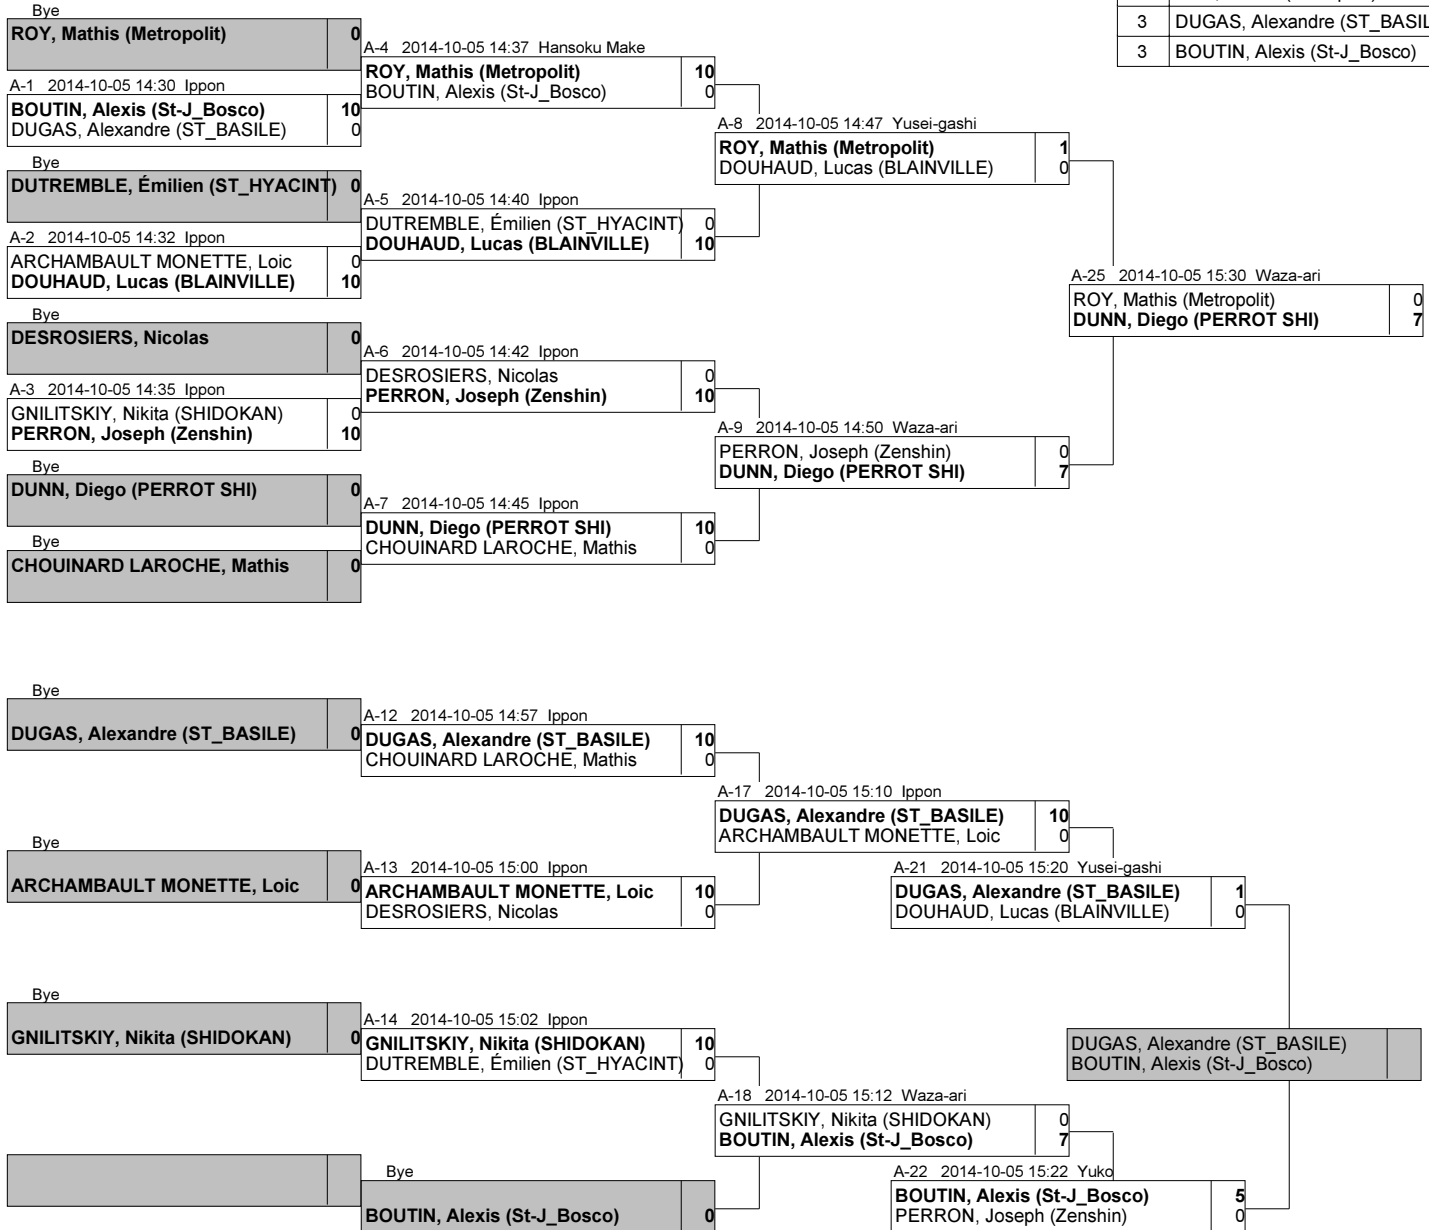 3 DUGAS, Alexandre (ST_BASIL
3 BOUTIN, Alexis (St-J_Bosco)
Bye
ROY, Mathis (Metropolit) 0
A-1 2014-10-05 14:30 Ippon
BOUTIN, Alexis (St-J_Bosco) 10
DUGAS, Alexandre (ST_BASILE) 0
Bye
DUTREMBLE, Émilien (ST_HYACINT) 0
A-2 2014-10-05 14:32 Ippon
ARCHAMBAULT MONETTE, Loic 0
DOUHAUD, Lucas (BLAINVILLE) 10
Bye
DESROSIERS, Nicolas 0
A-3 2014-10-05 14:35 Ippon
GNILITSKIY, Nikita (SHIDOKAN) 0
PERRON, Joseph (Zenshin) 10
Bye
DUNN, Diego (PERROT SHI) 0
Bye
CHOUINARD LAROCHE, Mathis 0
A-4 2014-10-05 14:37 Hansoku Make
ROY, Mathis (Metropolit) 10
BOUTIN, Alexis (St-J_Bosco) 0
A-5 2014-10-05 14:40 Ippon
DUTREMBLE, Émilien (ST_HYACINT) 0
DOUHAUD, Lucas (BLAINVILLE) 10
A-6 2014-10-05 14:42 Ippon
DESROSIERS, Nicolas 0
PERRON, Joseph (Zenshin) 10
A-7 2014-10-05 14:45 Ippon
DUNN, Diego (PERROT SHI) 10
CHOUINARD LAROCHE, Mathis 0
A-8 2014-10-05 14:47 Yusei-gashi
ROY, Mathis (Metropolit) 1
DOUHAUD, Lucas (BLAINVILLE) 0
A-9 2014-10-05 14:50 Waza-ari
PERRON, Joseph (Zenshin) 0
DUNN, Diego (PERROT SHI) 7
A-25 2014-10-05 15:30 Waza-ari
ROY, Mathis (Metropolit) 0
DUNN, Diego (PERROT SHI) 7
Bye
DUGAS, Alexandre (ST_BASILE) 0
Bye
ARCHAMBAULT MONETTE, Loic 0
Bye
GNILITSKIY, Nikita (SHIDOKAN) 0
A-12 2014-10-05 14:57 Ippon
DUGAS, Alexandre (ST_BASILE) 10
CHOUINARD LAROCHE, Mathis 0
A-13 2014-10-05 15:00 Ippon
ARCHAMBAULT MONETTE, Loic 10
DESROSIERS, Nicolas 0
A-14 2014-10-05 15:02 Ippon
GNILITSKIY, Nikita (SHIDOKAN) 10
DUTREMBLE, Émilien (ST_HYACINT) 0
Bye
BOUTIN, Alexis (St-J_Bosco) 0
A-17 2014-10-05 15:10 Ippon
DUGAS, Alexandre (ST_BASILE) 10
ARCHAMBAULT MONETTE, Loic 0
A-18 2014-10-05 15:12 Waza-ari
GNILITSKIY, Nikita (SHIDOKAN) 0
BOUTIN, Alexis (St-J_Bosco) 7
A-21 2014-10-05 15:20 Yusei-gashi
DUGAS, Alexandre (ST_BASILE) 1
DOUHAUD, Lucas (BLAINVILLE) 0
A-22 2014-10-05 15:22 Yuko
BOUTIN, Alexis (St-J_Bosco) 5
PERRON, Joseph (Zenshin) 0
DUGAS, Alexandre (ST_BASILE)
BOUTIN, Alexis (St-J_Bosco)